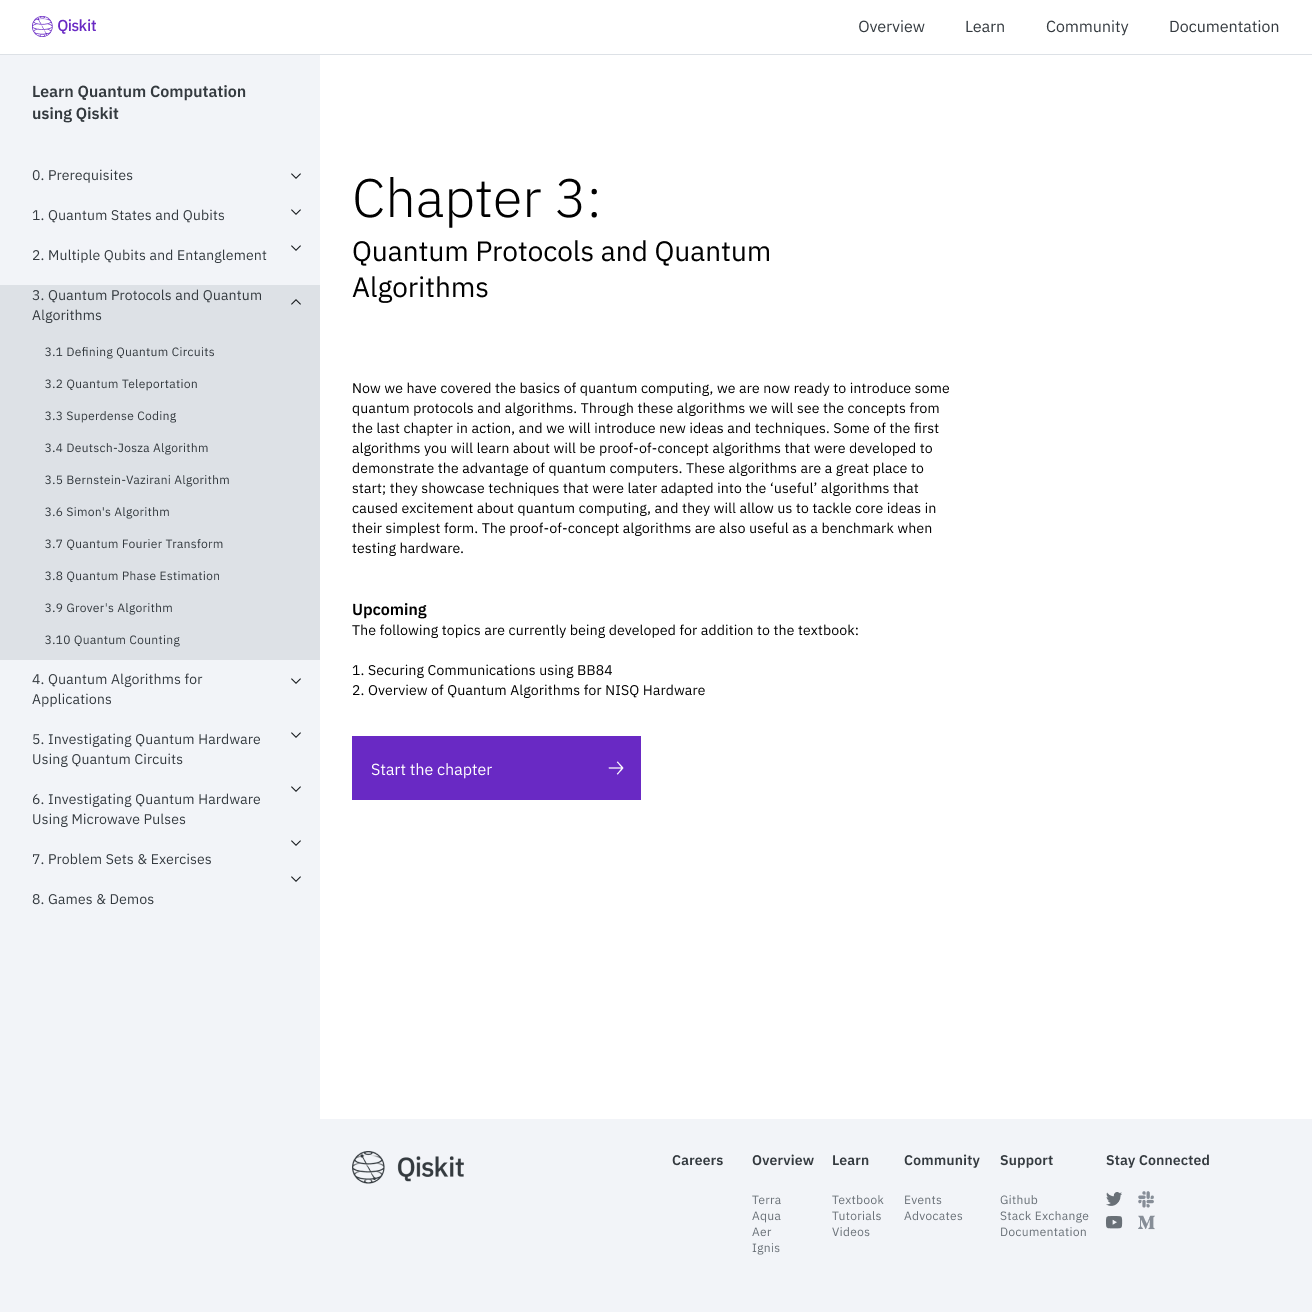 Qiskit
Overview
Learn
Community
Documentation
Learn Quantum Computation
using Qiskit
0. Prerequisites
1. Quantum States and Qubits
2. Multiple Qubits and Entanglement
3. Quantum Protocols and Quantum
Algorithms
3.1 Defining Quantum Circuits
3.2 Quantum Teleportation
3.3 Superdense Coding
3.4 Deutsch-Josza Algorithm
3.5 Bernstein-Vazirani Algorithm
3.6 Simon's Algorithm
3.7 Quantum Fourier Transform
3.8 Quantum Phase Estimation
3.9 Grover's Algorithm
3.10 Quantum Counting
4. Quantum Algorithms for
Applications
5. Investigating Quantum Hardware
Using Quantum Circuits
6. Investigating Quantum Hardware
Using Microwave Pulses
7. Problem Sets & Exercises
8. Games & Demos
Chapter 3:
Quantum Protocols and Quantum
Algorithms
Now we have covered the basics of quantum computing, we are now ready to introduce some
quantum protocols and algorithms. Through these algorithms we will see the concepts from
the last chapter in action, and we will introduce new ideas and techniques. Some of the first
algorithms you will learn about will be proof-of-concept algorithms that were developed to
demonstrate the advantage of quantum computers. These algorithms are a great place to
start; they showcase techniques that were later adapted into the ‘useful’ algorithms that
caused excitement about quantum computing, and they will allow us to tackle core ideas in
their simplest form. The proof-of-concept algorithms are also useful as a benchmark when
testing hardware.
Upcoming
The following topics are currently being developed for addition to the textbook:
1. Securing Communications using BB84
2. Overview of Quantum Algorithms for NISQ Hardware
Start the chapter
Qiskit
Careers
Overview
Terra
Aqua
Aer
Ignis
Learn
Textbook
Tutorials
Videos
Community
Events
Advocates
Support
Github
Stack Exchange
Documentation
Stay Connected